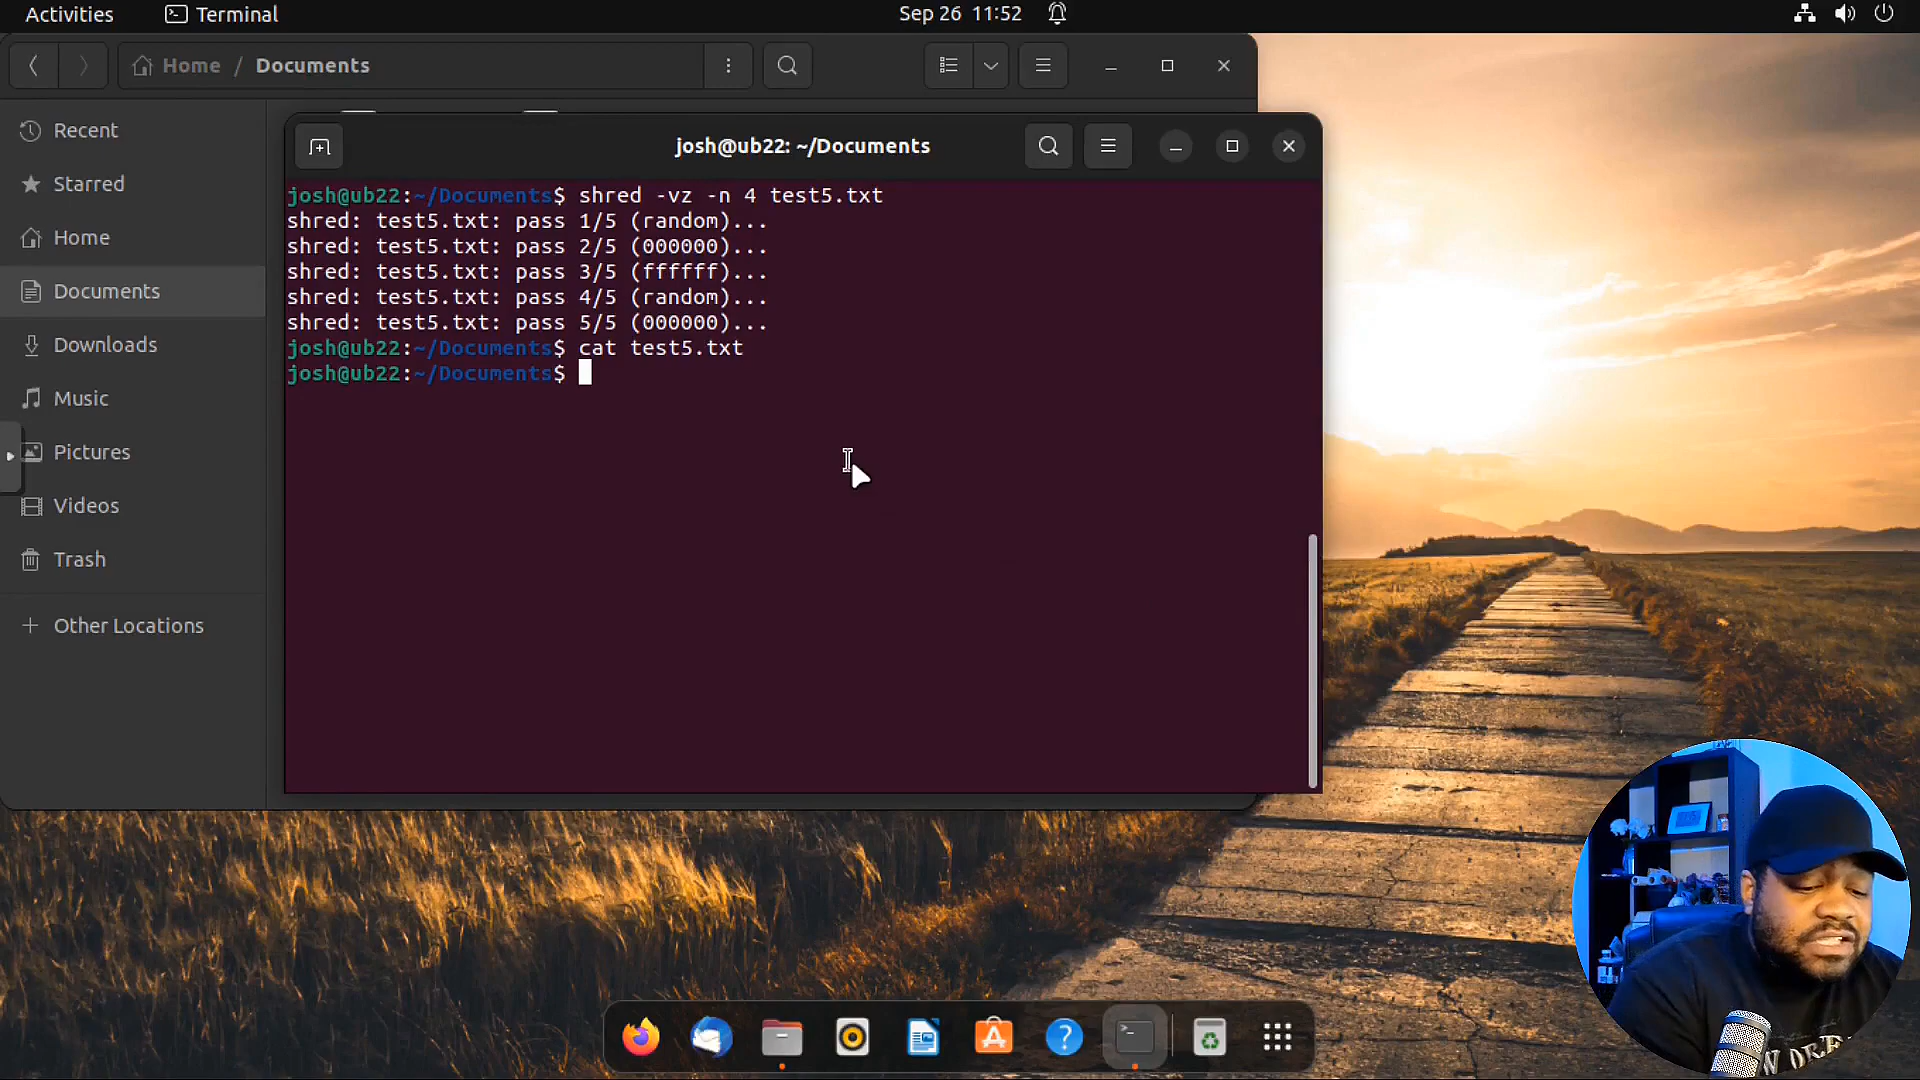 Activities
Terminal
Sep 26 11:52
Home / Documents
Recent
Starred
Home
Documents
Downloads
Music
Pictures
Videos
Trash
Other Locations
josh@ub22: ~/Documents
josh@ub22:~/Documents$ shred -vz -n 4 test5.txt
shred: test5.txt: pass 1/5 (random)...
shred: test5.txt: pass 2/5 (000000)...
shred: test5.txt: pass 3/5 (ffffff)...
shred: test5.txt: pass 4/5 (random)...
shred: test5.txt: pass 5/5 (000000)...
josh@ub22:~/Documents$ cat test5.txt
josh@ub22:~/Documents$